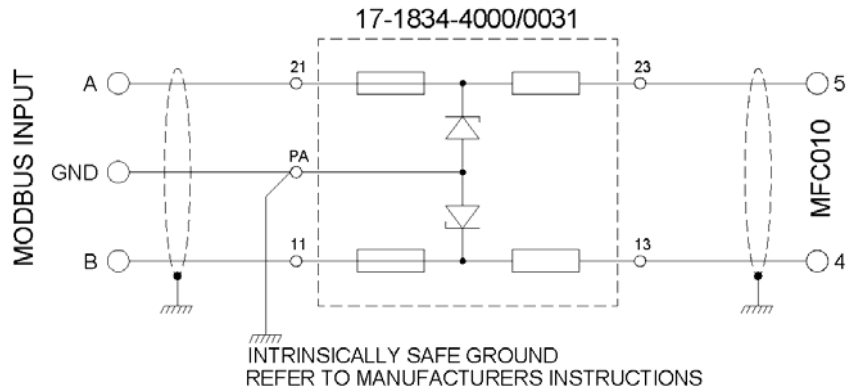 17-1834-4000/0031
MODBUS INPUT
A
21
23
5
GND
PA
MFC010
B
11
13
4
INTRINSICALLY SAFE GROUND
REFER TO MANUFACTURERS INSTRUCTIONS